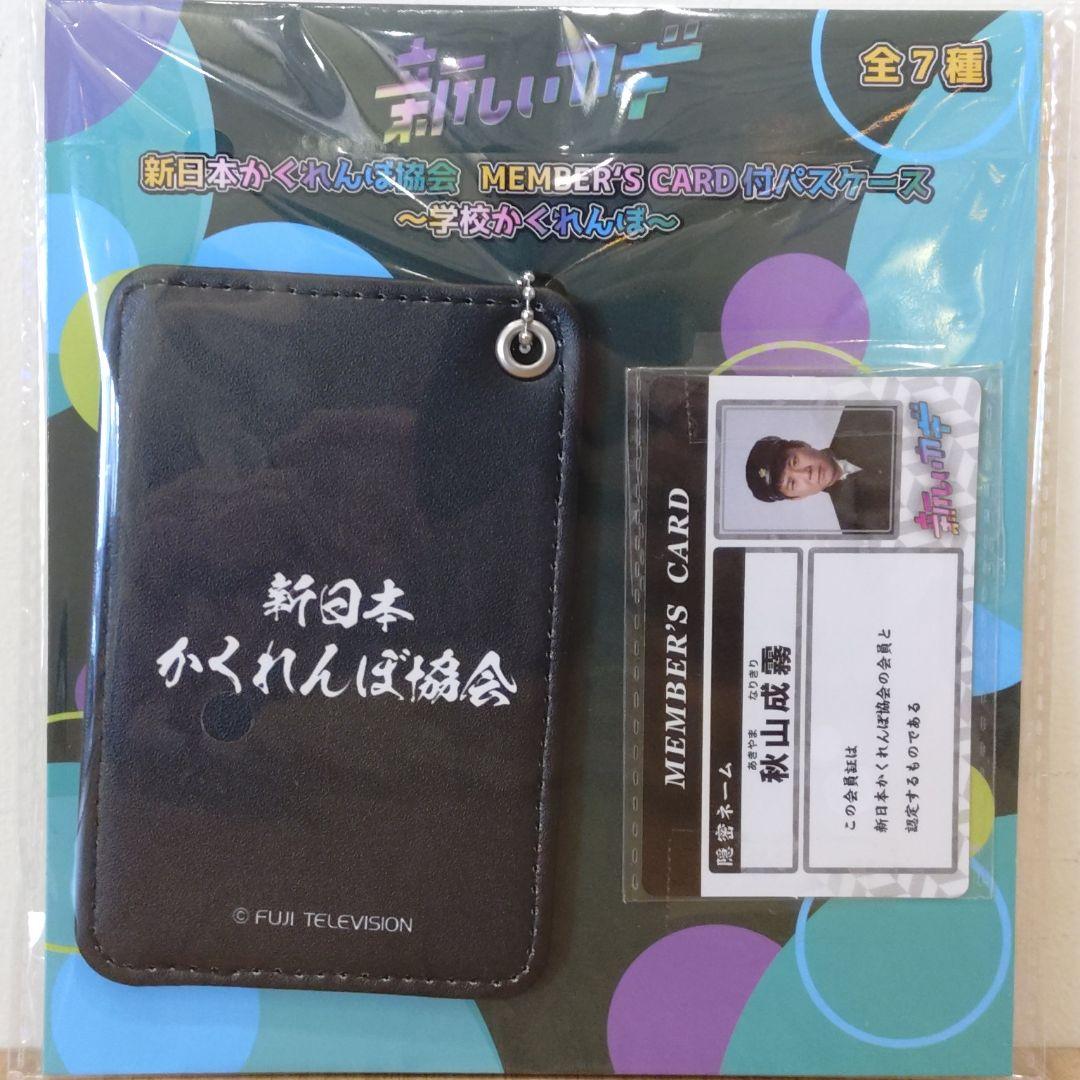 新しいカギ
全7種
新日本かくれんぼ協会 MEMBER'S CARD付パスケース
～学校かくれんぼ～
新日本
かくれんぼ協会
© FUJI TELEVISION
MEMBER'S CARD
新しいカギ
隠密ネーム
あきやま なりきり
秋山成霧
この会員証は
新日本かくれんぼ協会の会員と
認定するものである